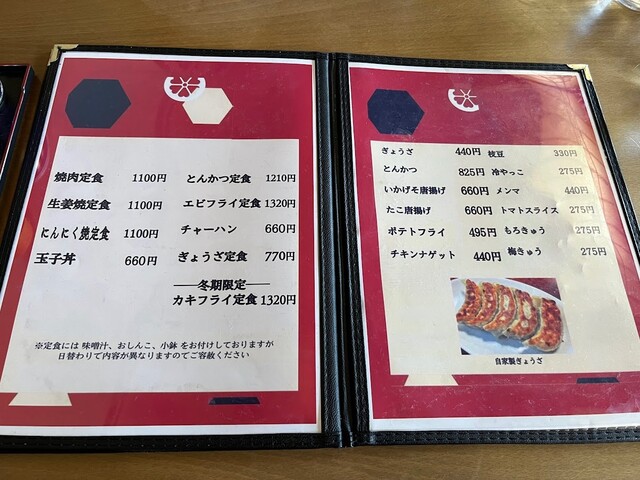 焼肉定食 1100円
生姜焼定食 1100円
にんにく焼定食 1100円
玉子丼 660円
とんかつ定食 1210円
エビフライ定食 1320円
チャーハン 660円
ぎょうざ定食 770円
冬期限定
カキフライ定食 1320円
※定食には 味噌汁、おしんこ、小鉢 をお付けしておりますが
日替わりで内容が異なりますのでご容赦ください
ぎょうざ 440円
とんかつ 825円
いかげそ唐揚げ 660円
たこ唐揚げ 660円
ポテトフライ 495円
チキンナゲット 440円
枝豆 330円
冷やっこ 275円
メンマ 440円
トマトスライス 275円
もろきゅう 275円
梅きゅう 275円
自家製ぎょうざ